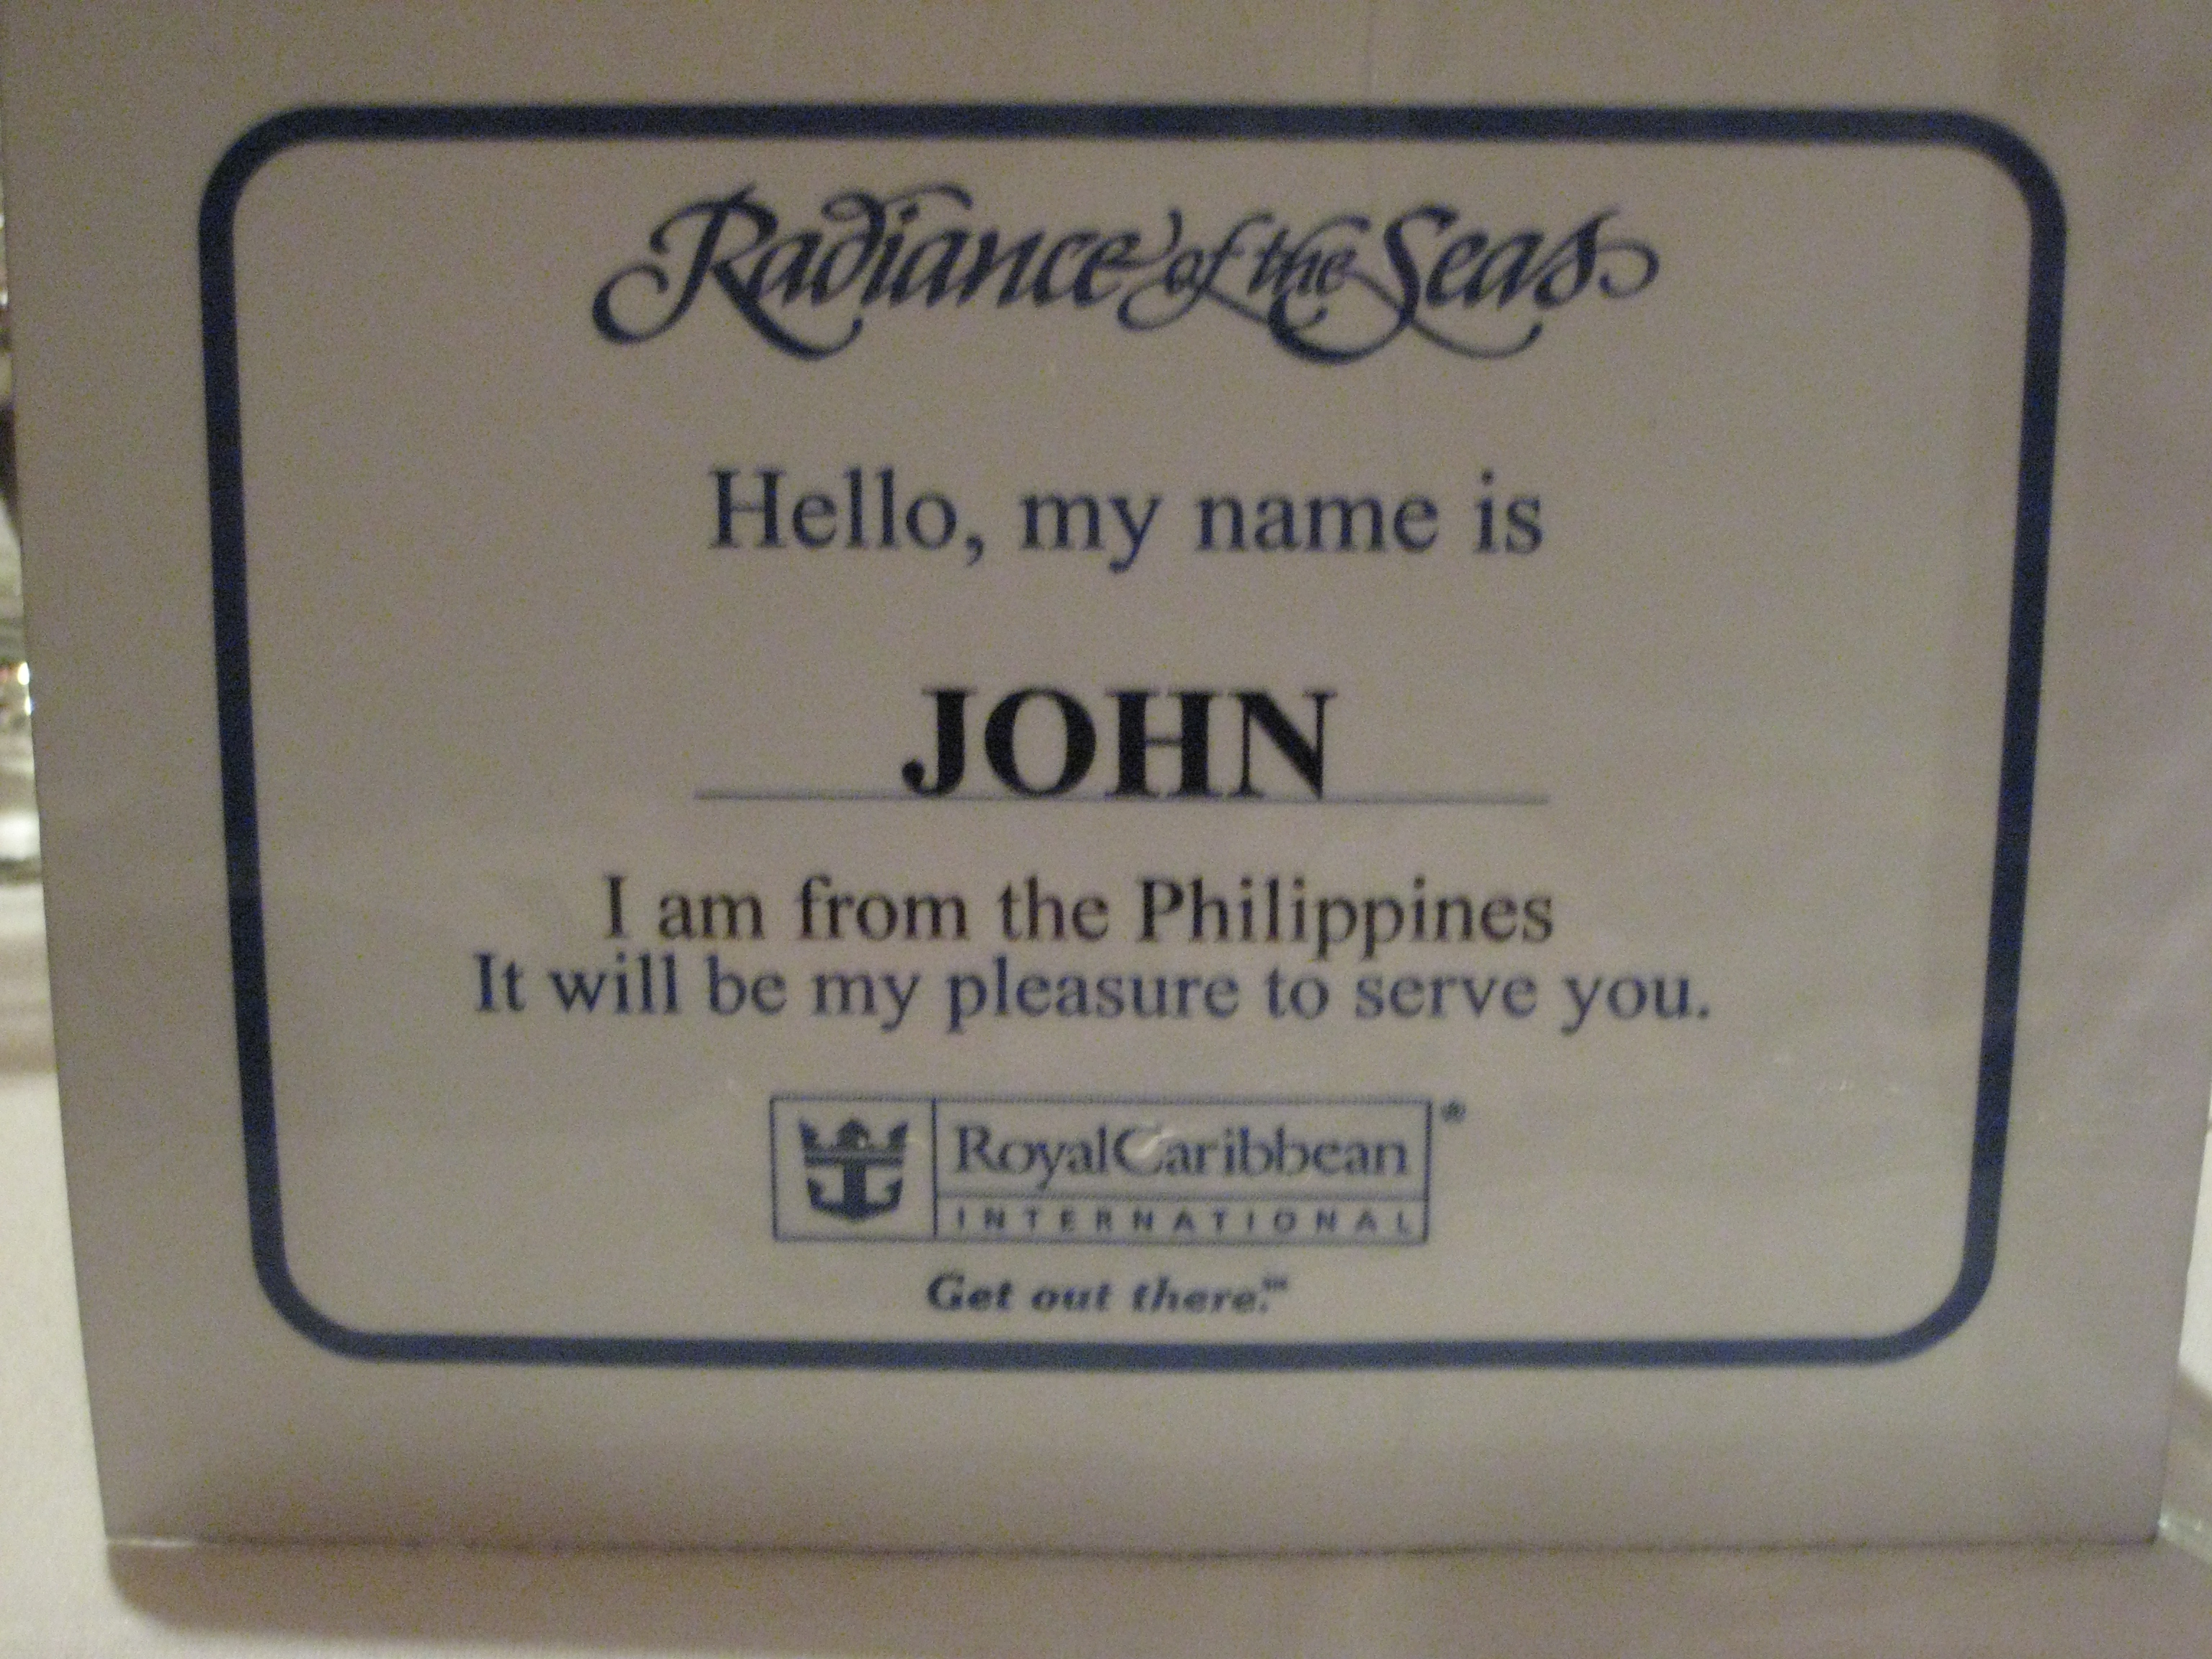 Radiance of the Seas
Hello, my name is
JOHN
I am from the Philippines
It will be my pleasure to serve you.
RoyalCaribbean®
INTERNATIONAL
Get out there.℠